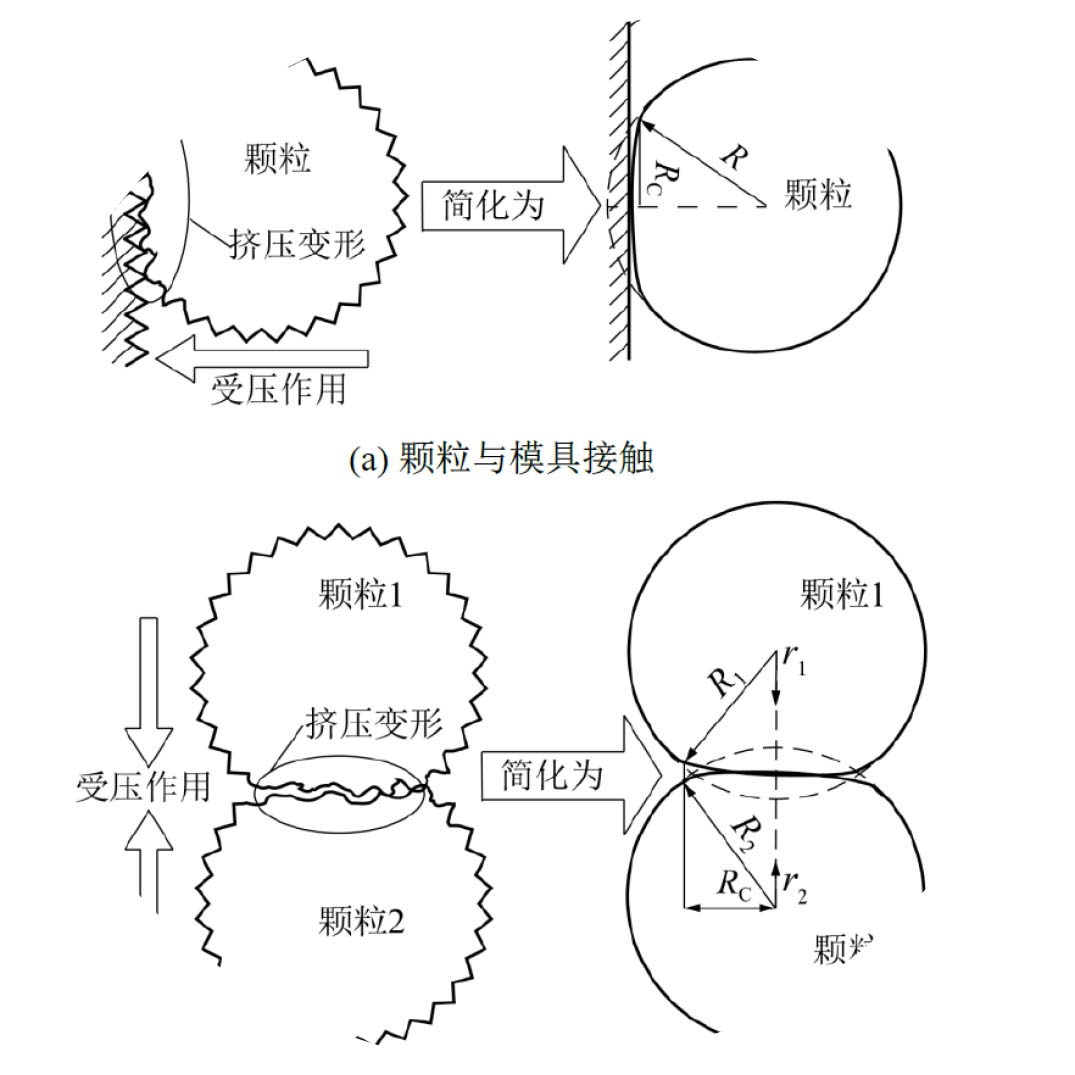 颗粒
挤压变形
受压作用
简化为
R
R_C
颗粒
(a) 颗粒与模具接触
颗粒1
挤压变形
受压作用
颗粒2
简化为
颗粒1
r_1
R_1
R_2
R_C
r_2
颗